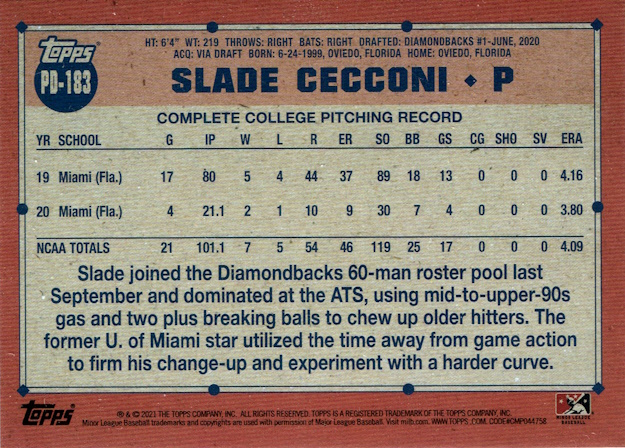 Topps
PD-183
HT: 6'4" WT: 219 THROWS: RIGHT BATS: RIGHT DRAFTED: DIAMONDBACKS #1-JUNE, 2020
ACQ: VIA DRAFT BORN: 6-24-1999, OVIEDO, FLORIDA HOME: OVIEDO, FLORIDA
SLADE CECCONI ◆ P
COMPLETE COLLEGE PITCHING RECORD
YR SCHOOL G IP W L R ER SO BB GS CG SHO SV ERA
19 Miami (Fla.) 17 80 5 4 44 37 89 18 13 0 0 0 4.16
20 Miami (Fla.) 4 21.1 2 1 10 9 30 7 4 0 0 0 3.80
NCAA TOTALS 21 101.1 7 5 54 46 119 25 17 0 0 0 4.09
Slade joined the Diamondbacks 60-man roster pool last
September and dominated at the ATS, using mid-to-upper-90s
gas and two plus breaking balls to chew up older hitters. The
former U. of Miami star utilized the time away from game action
to firm his change-up and experiment with a harder curve.
Topps
® & © 2021 THE TOPPS COMPANY, INC. ALL RIGHTS RESERVED. TOPPS IS A REGISTERED TRADEMARK OF THE TOPPS COMPANY, INC.
Minor League Baseball trademarks and copyrights are used with permission of Major League Baseball. Visit milb.com. WWW.TOPPS.COM. CODE#CMP044758
MINOR LEAGUE
BASEBALL